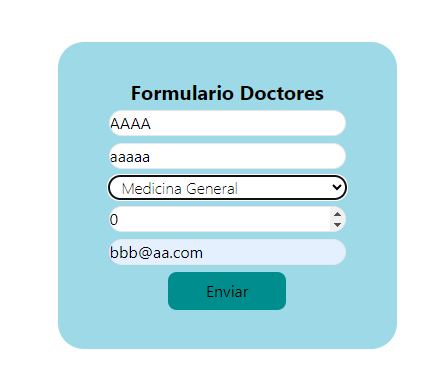 Formulario Doctores
AAAA
aaaaa
Medicina General
0
bbb@aa.com
Enviar